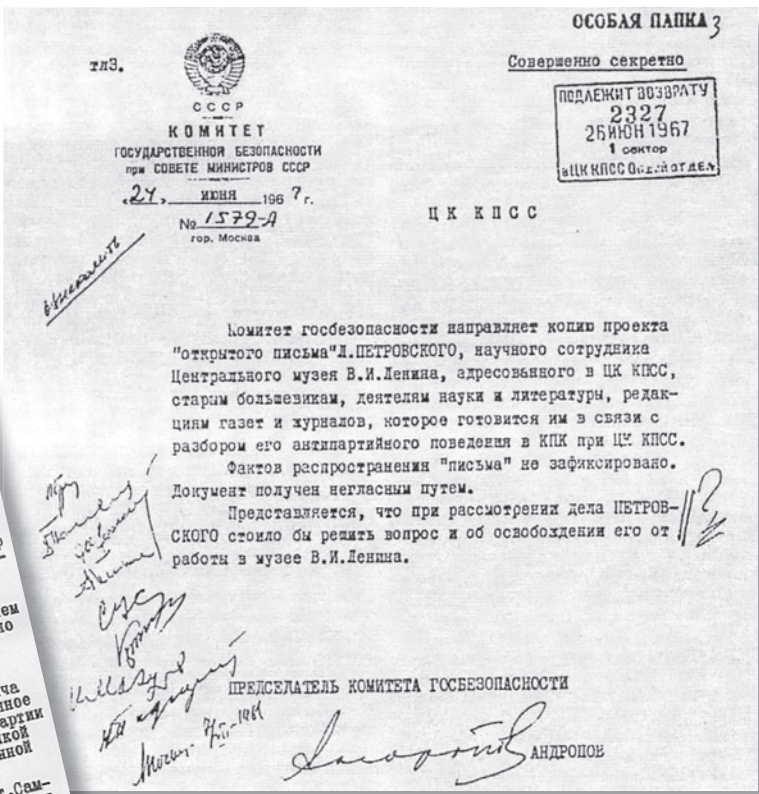 ОСОБАЯ ПАПКА 3
тлЗ.
Совершенно секретно
СССР
КОМИТЕТ
ГОСУДАРСТВЕННОЙ БЕЗОПАСНОСТИ
при СОВЕТЕ МИНИСТРОВ СССР
июня 1967 г.
№ 1579-А
гор. Москва
ПОДЛЕЖИТ ВОЗВРАТУ
2327
26 ИЮН 1967
1 сектор
в ЦК КПСС Общий отдел
ЦК КПСС
Комитет госбезопасности направляет копию проекта
"открытого письма" Л.ПЕТРОВСКОГО, научного сотрудника
Центрального музея В.И.Ленина, адресованного в ЦК КПСС,
старым большевикам, деятелям науки и литературы, редак-
циям газет и журналов, которое готовится им в связи с
разбором его антипартийного поведения в КПК при ЦК КПСС.
Фактов распространения "письма" не зафиксировано.
Документ получен негласным путем.
Представляется, что при рассмотрении дела ПЕТРОВ-
СКОГО стоило бы решить вопрос и об освобождении его от
работы в музее В.И.Ленина.
ПРЕДСЕДАТЕЛЬ КОМИТЕТА ГОСБЕЗОПАСНОСТИ
АНДРОПОВ